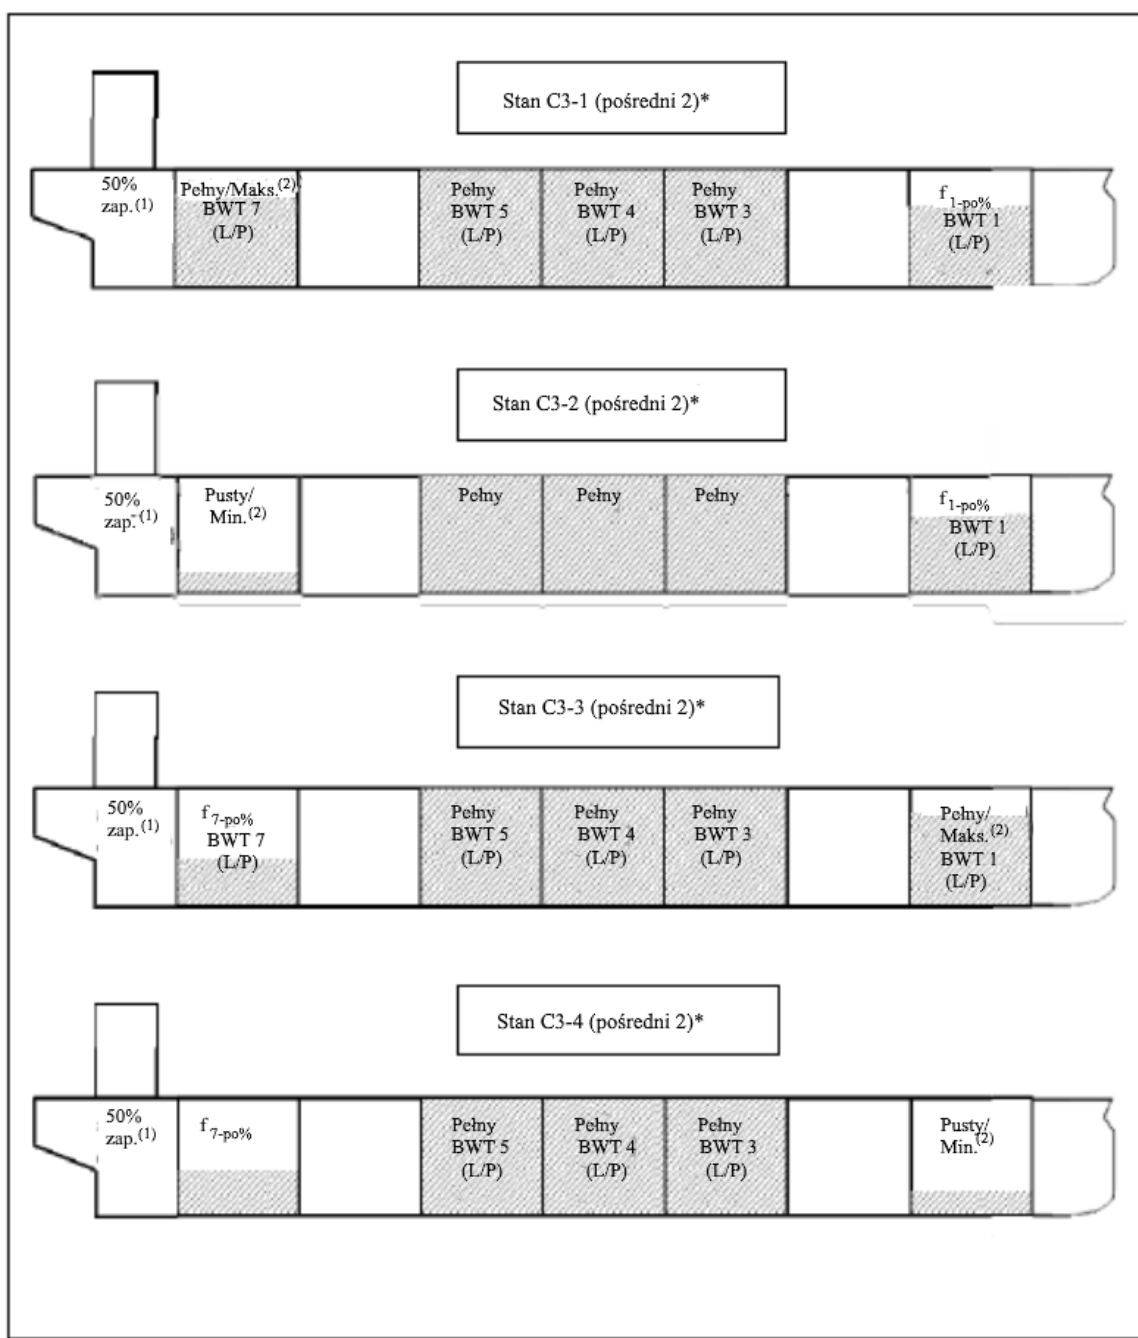 Stan C3-1 (pośredni 2)*
50%
zap.(1)
Pełny/Maks.(2)
BWT 7
(L/P)
Pełny
BWT 5
(L/P)
Pełny
BWT 4
(L/P)
Pełny
BWT 3
(L/P)
f1-po%
BWT 1
(L/P)
Stan C3-2 (pośredni 2)*
50%
zap.(1)
Pusty/
Min.(2)
Pełny
Pełny
Pełny
f1-po%
BWT 1
(L/P)
Stan C3-3 (pośredni 2)*
50%
zap.(1)
f7-po%
BWT 7
(L/P)
Pełny
BWT 5
(L/P)
Pełny
BWT 4
(L/P)
Pełny
BWT 3
(L/P)
Pełny/
Maks.(2)
BWT 1
(L/P)
Stan C3-4 (pośredni 2)*
50%
zap.(1)
f7-po%
Pełny
BWT 5
(L/P)
Pełny
BWT 4
(L/P)
Pełny
BWT 3
(L/P)
Pusty/
Min.(2)